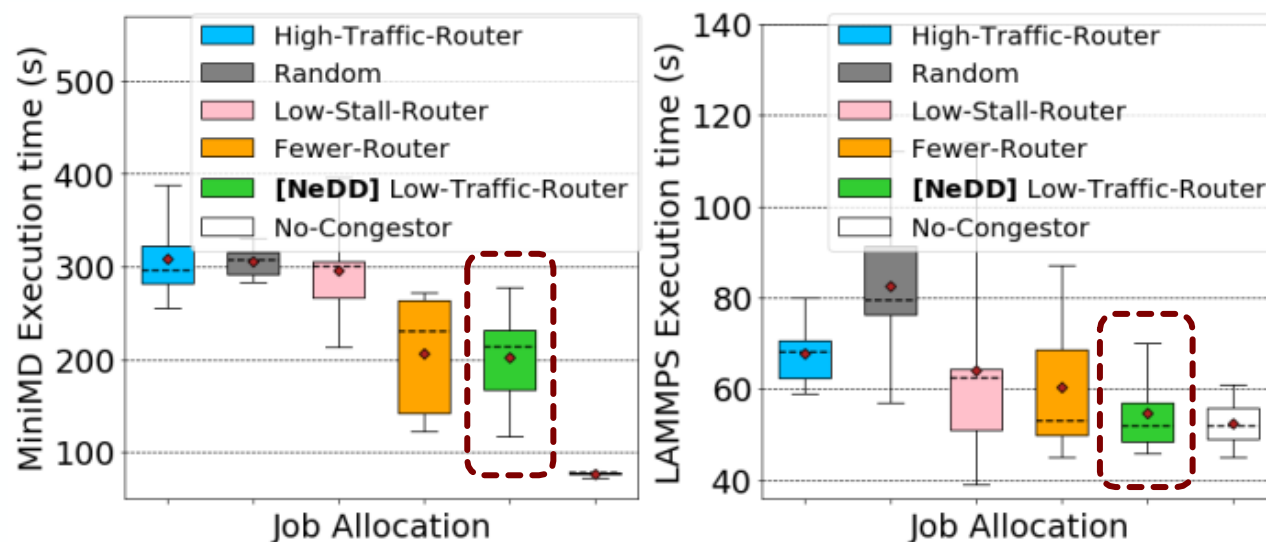 MiniMD Execution time (s)
500
400
300
200
100
High-Traffic-Router
Random
Low-Stall-Router
Fewer-Router
[NeDD] Low-Traffic-Router
No-Congestor
Job Allocation
LAMMPS Execution time (s)
140
120
100
80
60
40
High-Traffic-Router
Random
Low-Stall-Router
Fewer-Router
[NeDD] Low-Traffic-Router
No-Congestor
Job Allocation